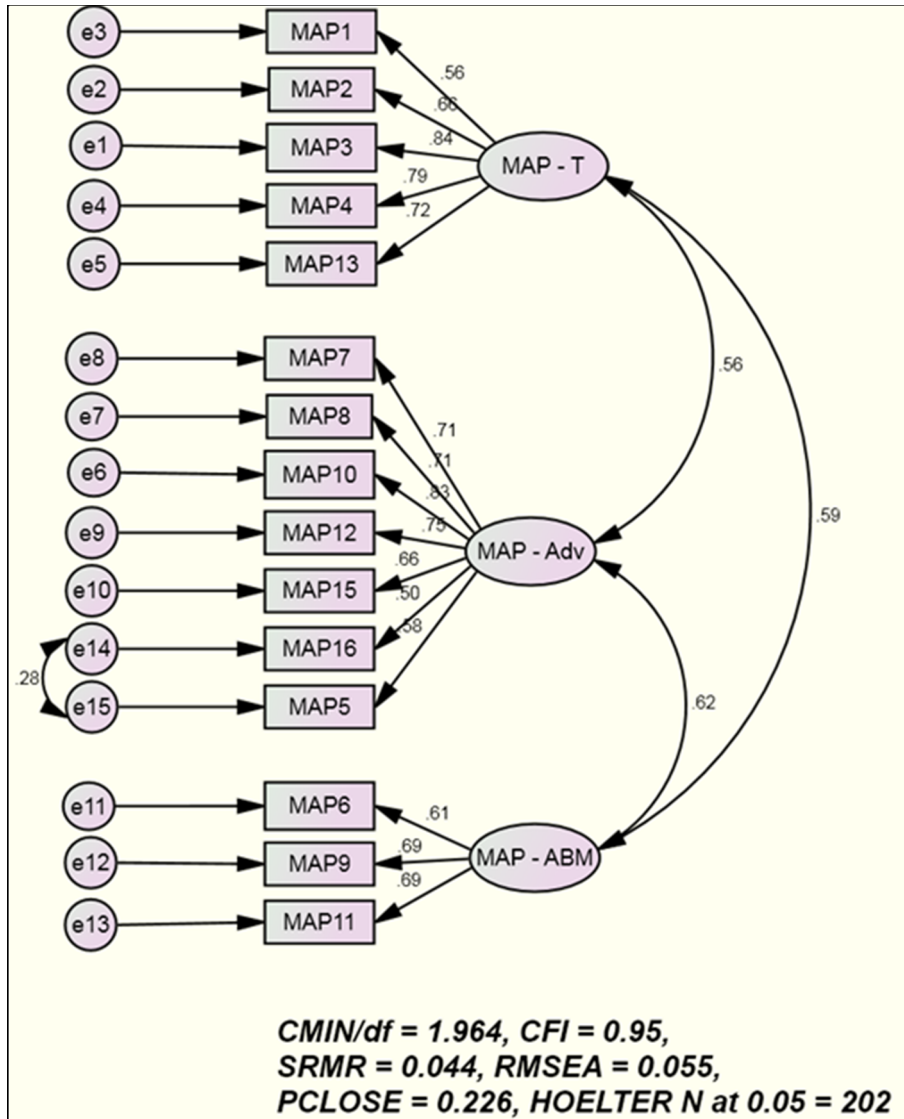 e3 MAP1
.56
e2 MAP2
.66
e1 MAP3
.84
MAP - T
.79
e4 MAP4
.72
e5 MAP13
e8 MAP7
.56
e7 MAP8
.71
.71
e6 MAP10
.83
e9 MAP12
.75
.59
MAP - Adv
.66
e10 MAP15
.50
.58
e14 MAP16
.28
e15 MAP5
.62
e11 MAP6
.61
.69
e12 MAP9
MAP - ABM
.69
e13 MAP11
CMIN/df = 1.964, CFI = 0.95,
SRMR = 0.044, RMSEA = 0.055,
PCLOSE = 0.226, HOELTER N at 0.05 = 202